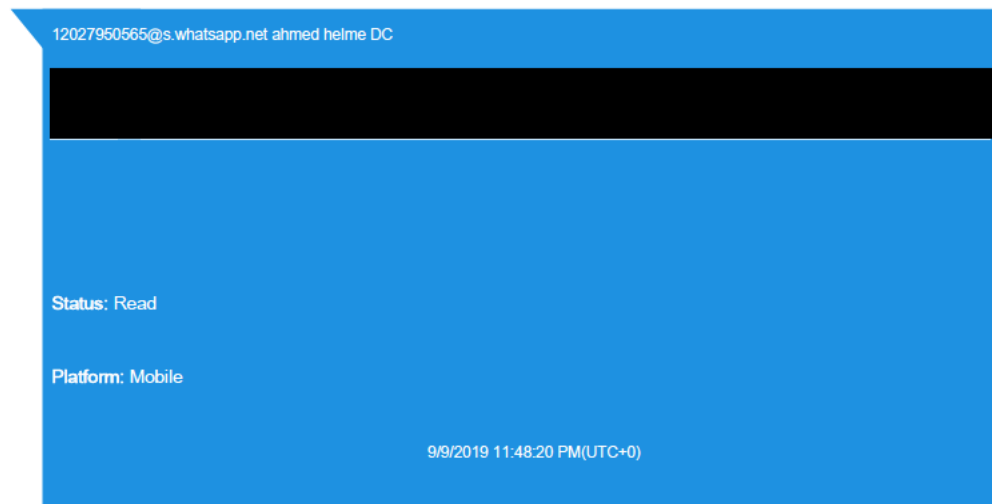 12027950565@s.whatsapp.net ahmed helme DC
Status: Read
Platform: Mobile
9/9/2019 11:48:20 PM(UTC+0)